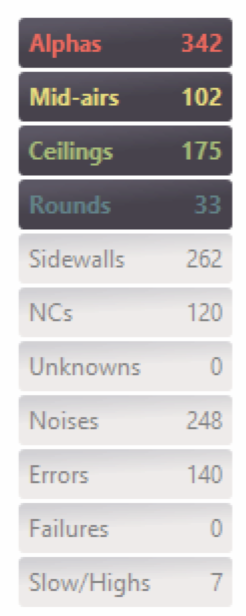 Alphas 342
Mid-airs 102
Ceilings 175
Rounds 33
Sidewalls 262
NCs 120
Unknowns 0
Noises 248
Errors 140
Failures 0
Slow/Highs 7